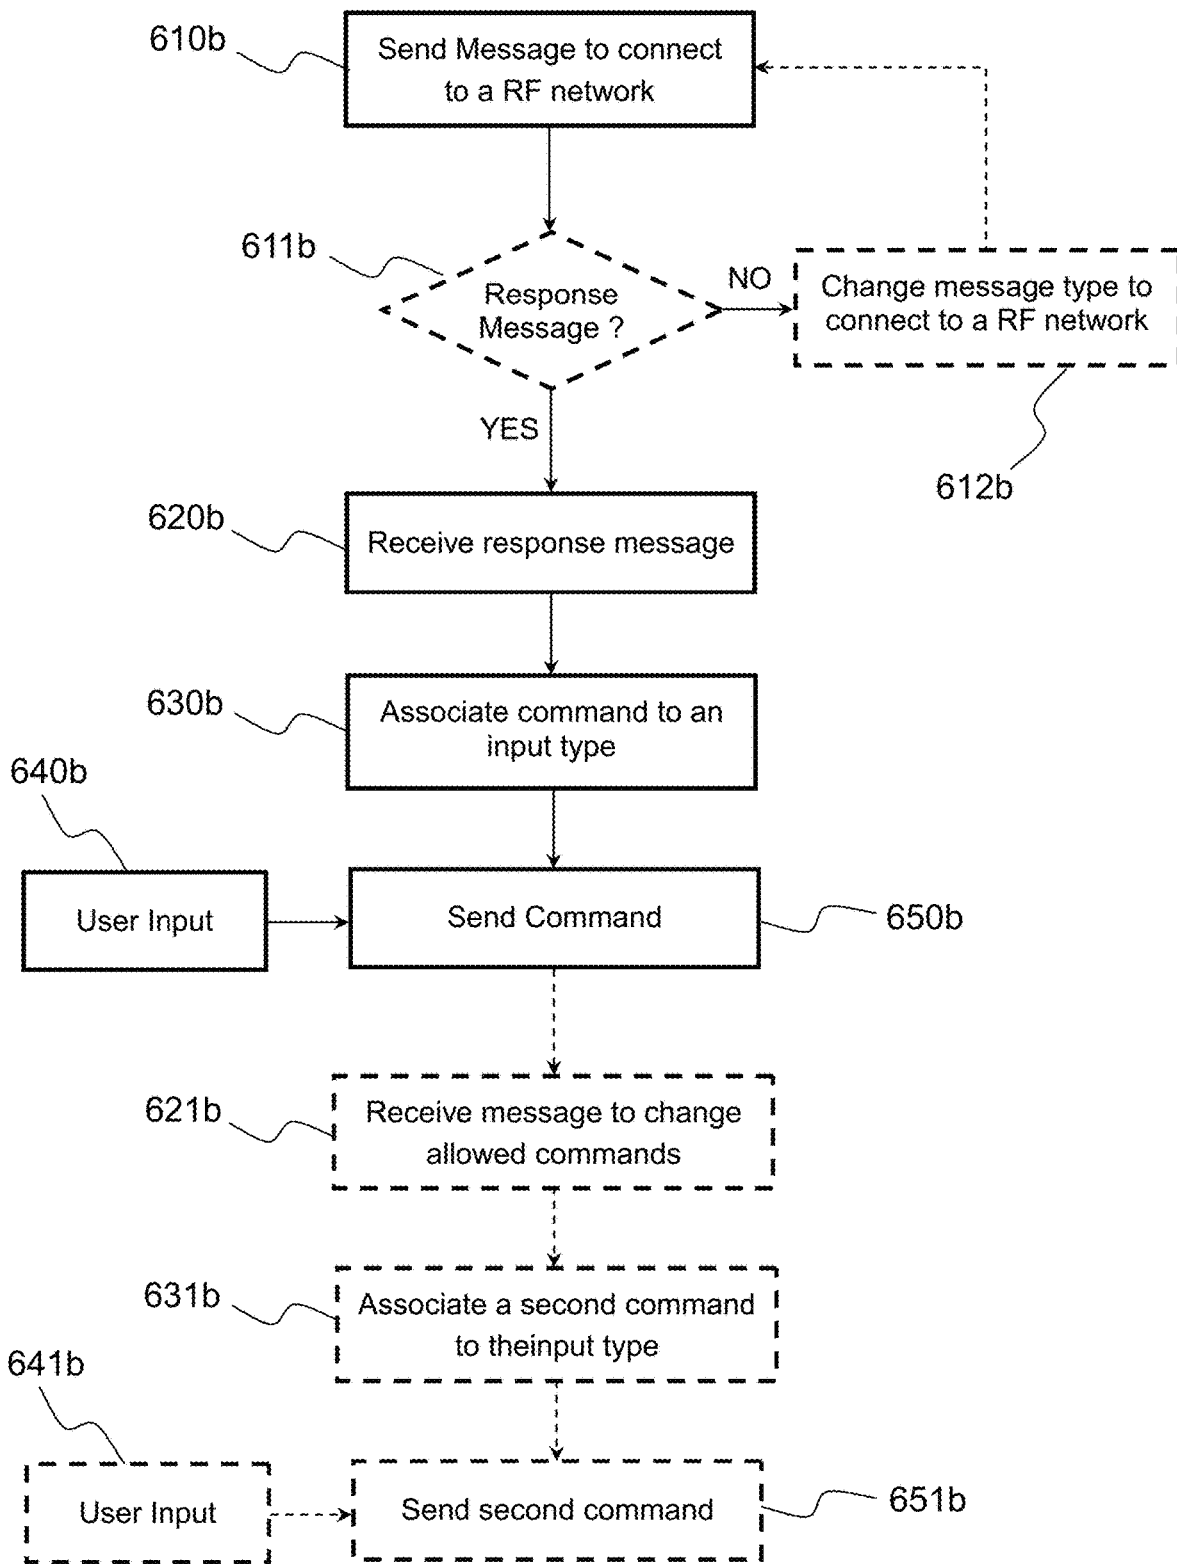 610b
Send Message to connect
to a RF network
611b
Response
Message ?
NO
Change message type to
connect to a RF network
YES
612b
620b
Receive response message
630b
Associate command to an
input type
640b
User Input
Send Command
650b
621b
Receive message to change
allowed commands
631b
Associate a second command
to theinput type
641b
User Input
Send second command
651b